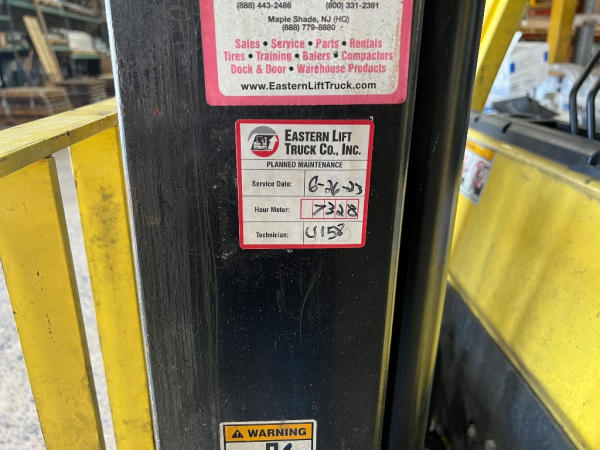 (888) 443-2486 (800) 331-2391
Maple Shade, NJ (HQ)
(888) 779-8880
Sales • Service • Parts • Rentals
Tires • Training • Balers • Compactors
Dock & Door • Warehouse Products
www.EasternLiftTruck.com
EASTERN LIFT
TRUCK CO., INC.
PLANNED MAINTENANCE
Service Date: 6-26-23
Hour Meter: 7328
Technician: U158
WARNING